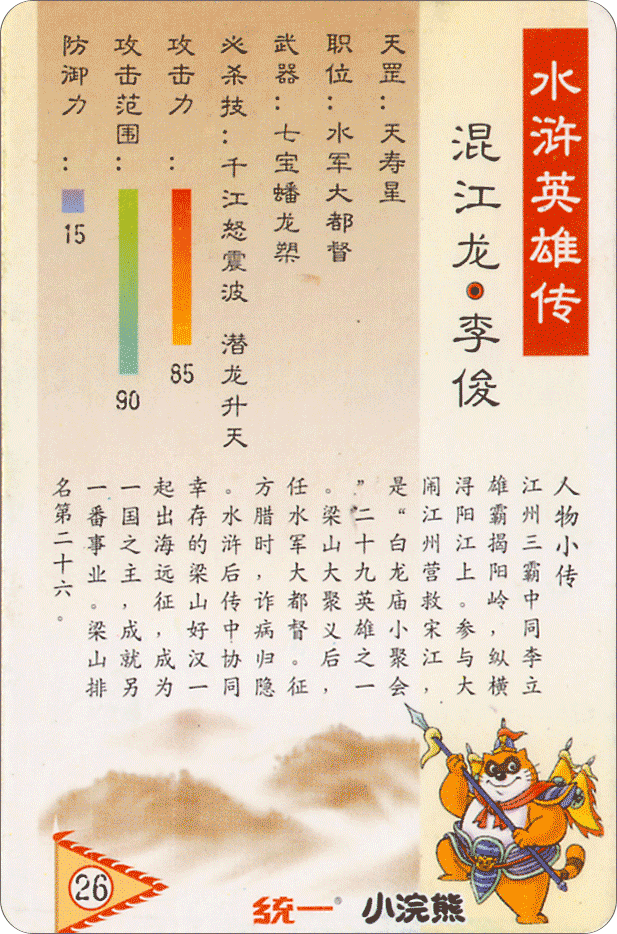 水浒英雄传
混江龙·李俊
天罡：天寿星
职位：水军大都督
武器：七宝蟠龙槊
必杀技：千江怒震波 潜龙升天
攻击力：
85
攻击范围：
90
防御力：
15
人物小传
江州三霸中同李立
雄霸揭阳岭，纵横
浔阳江上。参与大
闹江州营救宋江，
是“白龙庙小聚会
”二十九英雄之一
。梁山大聚义后，
任水军大都督。征
方腊时，诈病归隐
。水浒后传中协同
幸存的梁山好汉一
起出海远征，成为
一国之主，成就另
一番事业。梁山排
名第二十六。
26
统一® 小浣熊